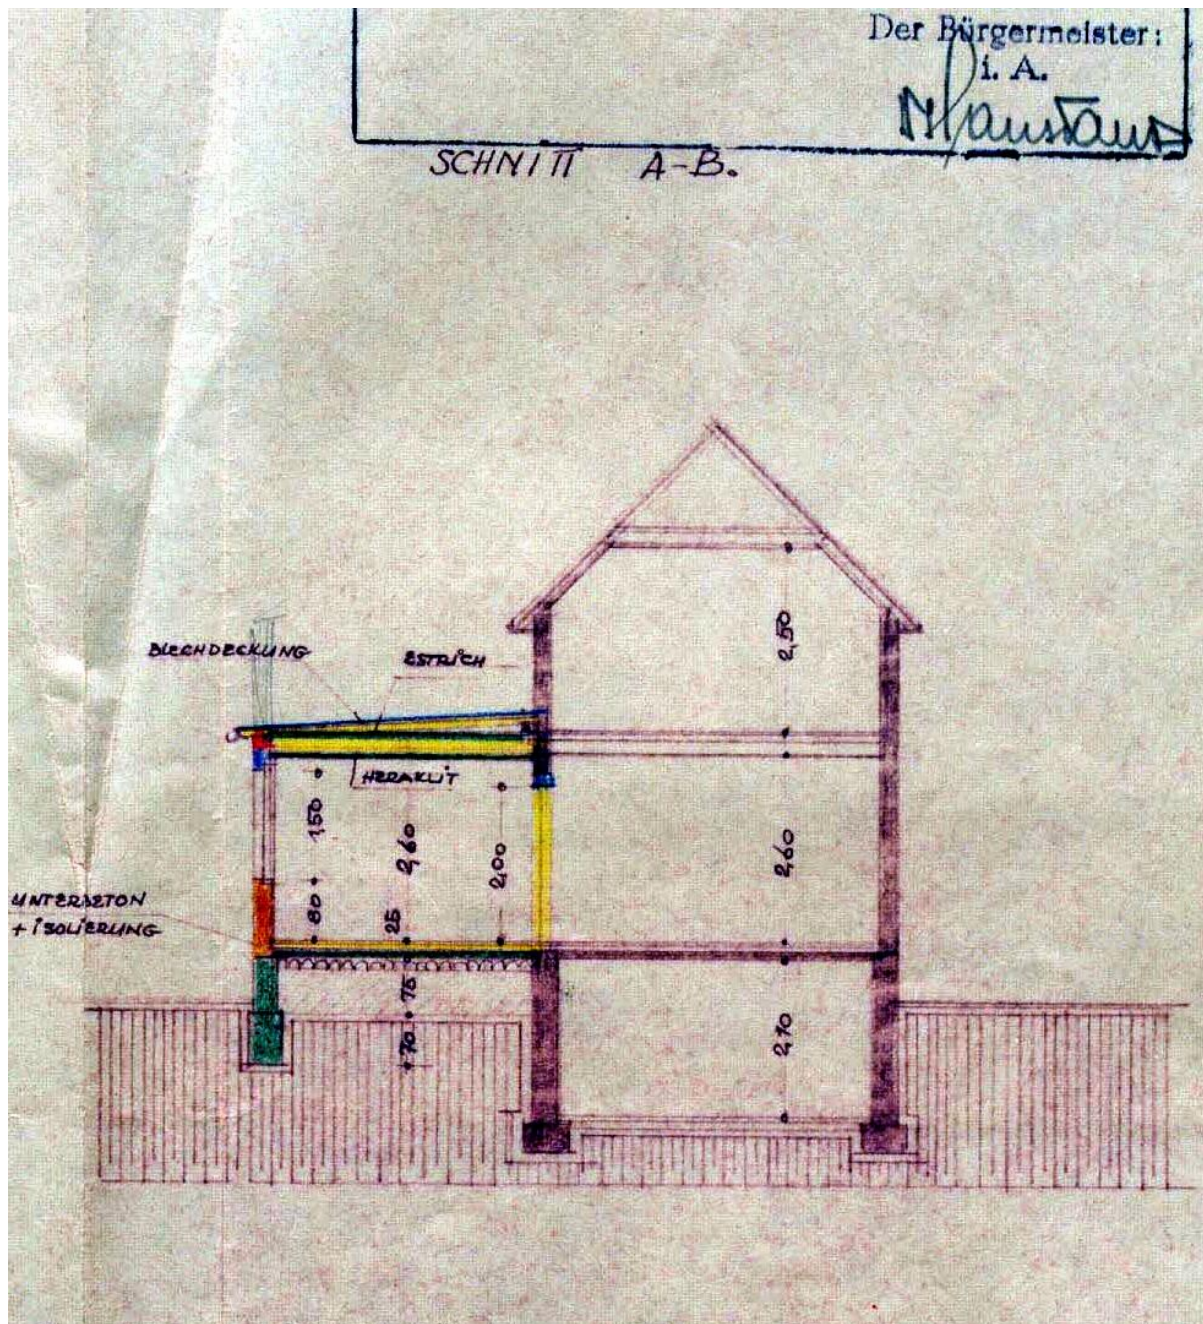 Der Bürgermeister:
i. A.
SCHNITT A-B.
2,50
BLECHDECKUNG
ESTRICH
HERAKLIT
1,50
2,60
2,00
2,60
UNTERBETON
+ ISOLIERUNG
80
25
75
70
2,10